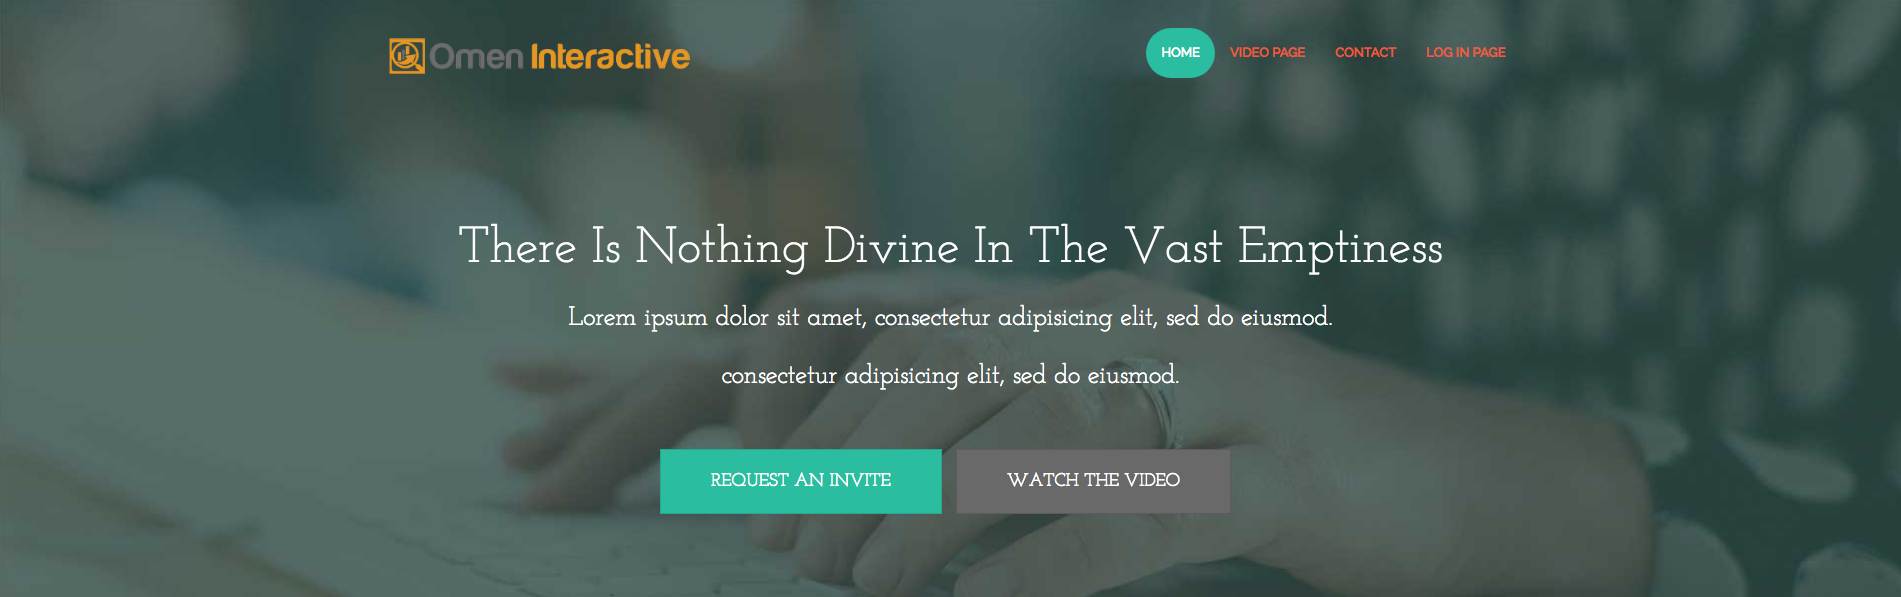 Omen Interactive
HOME VIDEO PAGE CONTACT LOG IN PAGE
There Is Nothing Divine In The Vast Emptiness
Lorem ipsum dolor sit amet, consectetur adipisicing elit, sed do eiusmod.
consectetur adipisicing elit, sed do eiusmod.
REQUEST AN INVITE WATCH THE VIDEO